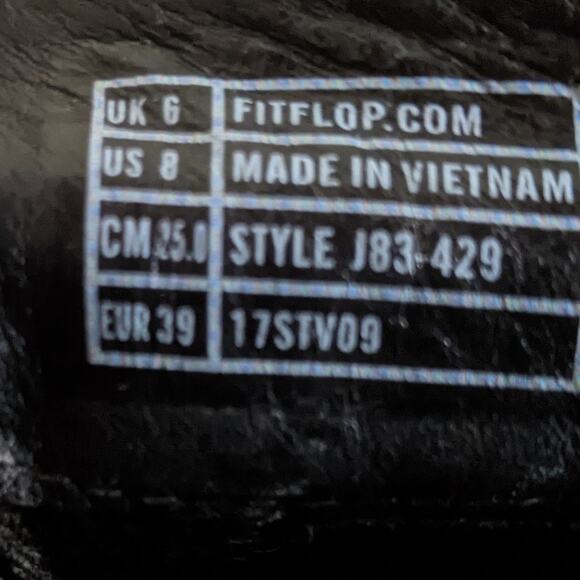 UK 6 FITFLOP.COM
US 8 MADE IN VIETNAM
CM 25.0 STYLE J83-429
EUR 39 17STV09